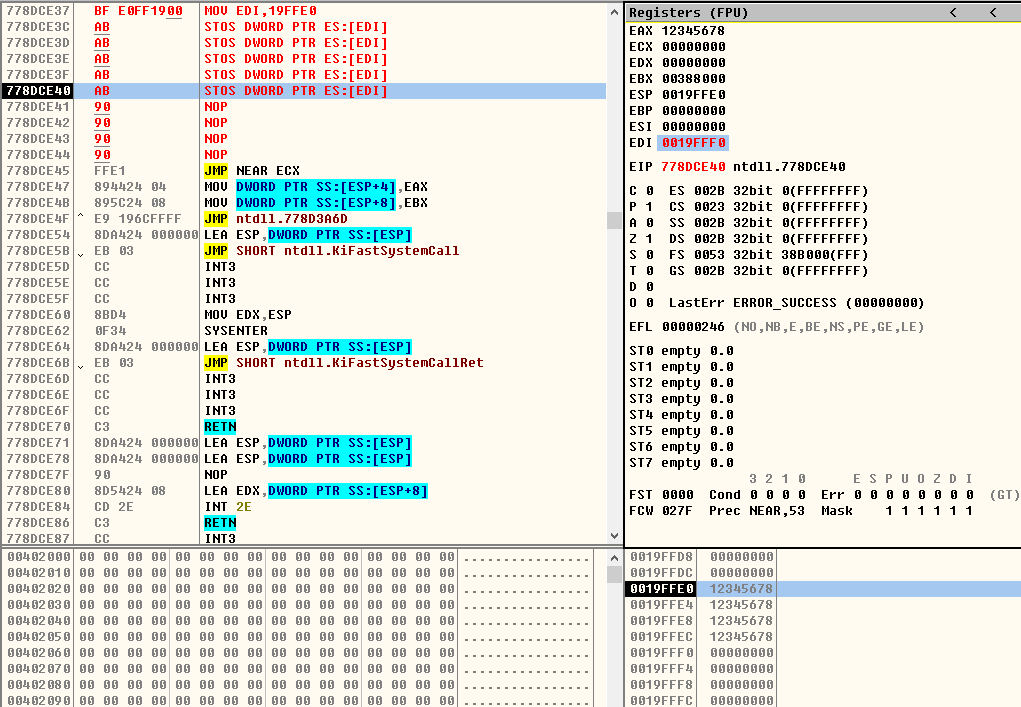 778DCE37 BF E0FF1900 MOV EDI,19FFE0
778DCE3C AB STOS DWORD PTR ES:[EDI]
778DCE3D AB STOS DWORD PTR ES:[EDI]
778DCE3E AB STOS DWORD PTR ES:[EDI]
778DCE3F AB STOS DWORD PTR ES:[EDI]
778DCE40 AB STOS DWORD PTR ES:[EDI]
778DCE41 90 NOP
778DCE42 90 NOP
778DCE43 90 NOP
778DCE44 90 NOP
778DCE45 FFE1 JMP NEAR ECX
778DCE47 894424 04 MOV DWORD PTR SS:[ESP+4],EAX
778DCE4B 895C24 08 MOV DWORD PTR SS:[ESP+8],EBX
778DCE4F ^ E9 196CFFFF JMP ntdll.778D3A6D
778DCE54 8DA424 000000 LEA ESP,DWORD PTR SS:[ESP]
778DCE5B ⌄ EB 03 JMP SHORT ntdll.KiFastSystemCall
778DCE5D CC INT3
778DCE5E CC INT3
778DCE5F CC INT3
778DCE60 8BD4 MOV EDX,ESP
778DCE62 0F34 SYSENTER
778DCE64 8DA424 000000 LEA ESP,DWORD PTR SS:[ESP]
778DCE6B ⌄ EB 03 JMP SHORT ntdll.KiFastSystemCallRet
778DCE6D CC INT3
778DCE6E CC INT3
778DCE6F CC INT3
778DCE70 C3 RETN
778DCE71 8DA424 000000 LEA ESP,DWORD PTR SS:[ESP]
778DCE78 8DA424 000000 LEA ESP,DWORD PTR SS:[ESP]
778DCE7F 90 NOP
778DCE80 8D5424 08 LEA EDX,DWORD PTR SS:[ESP+8]
778DCE84 CD 2E INT 2E
778DCE86 C3 RETN
778DCE87 CC INT3
Registers (FPU) < <
EAX 12345678
ECX 00000000
EDX 00000000
EBX 00388000
ESP 0019FFE0
EBP 00000000
ESI 00000000
EDI 0019FFF0
EIP 778DCE40 ntdll.778DCE40
C 0 ES 002B 32bit 0(FFFFFFFF)
P 1 CS 0023 32bit 0(FFFFFFFF)
A 0 SS 002B 32bit 0(FFFFFFFF)
Z 1 DS 002B 32bit 0(FFFFFFFF)
S 0 FS 0053 32bit 38B000(FFF)
T 0 GS 002B 32bit 0(FFFFFFFF)
D 0
O 0 LastErr ERROR_SUCCESS (00000000)
EFL 00000246 (NO,NB,E,BE,NS,PE,GE,LE)
ST0 empty 0.0
ST1 empty 0.0
ST2 empty 0.0
ST3 empty 0.0
ST4 empty 0.0
ST5 empty 0.0
ST6 empty 0.0
ST7 empty 0.0
3 2 1 0 E S P U O Z D I
FST 0000 Cond 0 0 0 0 Err 0 0 0 0 0 0 0 0 (GT)
FCW 027F Prec NEAR,53 Mask 1 1 1 1 1 1
00402000 00 00 00 00 00 00 00 00 00 00 00 00 00 00 00 00 ................
00402010 00 00 00 00 00 00 00 00 00 00 00 00 00 00 00 00 ................
00402020 00 00 00 00 00 00 00 00 00 00 00 00 00 00 00 00 ................
00402030 00 00 00 00 00 00 00 00 00 00 00 00 00 00 00 00 ................
00402040 00 00 00 00 00 00 00 00 00 00 00 00 00 00 00 00 ................
00402050 00 00 00 00 00 00 00 00 00 00 00 00 00 00 00 00 ................
00402060 00 00 00 00 00 00 00 00 00 00 00 00 00 00 00 00 ................
00402070 00 00 00 00 00 00 00 00 00 00 00 00 00 00 00 00 ................
00402080 00 00 00 00 00 00 00 00 00 00 00 00 00 00 00 00 ................
00402090 00 00 00 00 00 00 00 00 00 00 00 00 00 00 00 00 ................
0019FFD8 00000000
0019FFDC 00000000
0019FFE0 12345678
0019FFE4 12345678
0019FFE8 12345678
0019FFEC 12345678
0019FFF0 00000000
0019FFF4 00000000
0019FFF8 00000000
0019FFFC 00000000